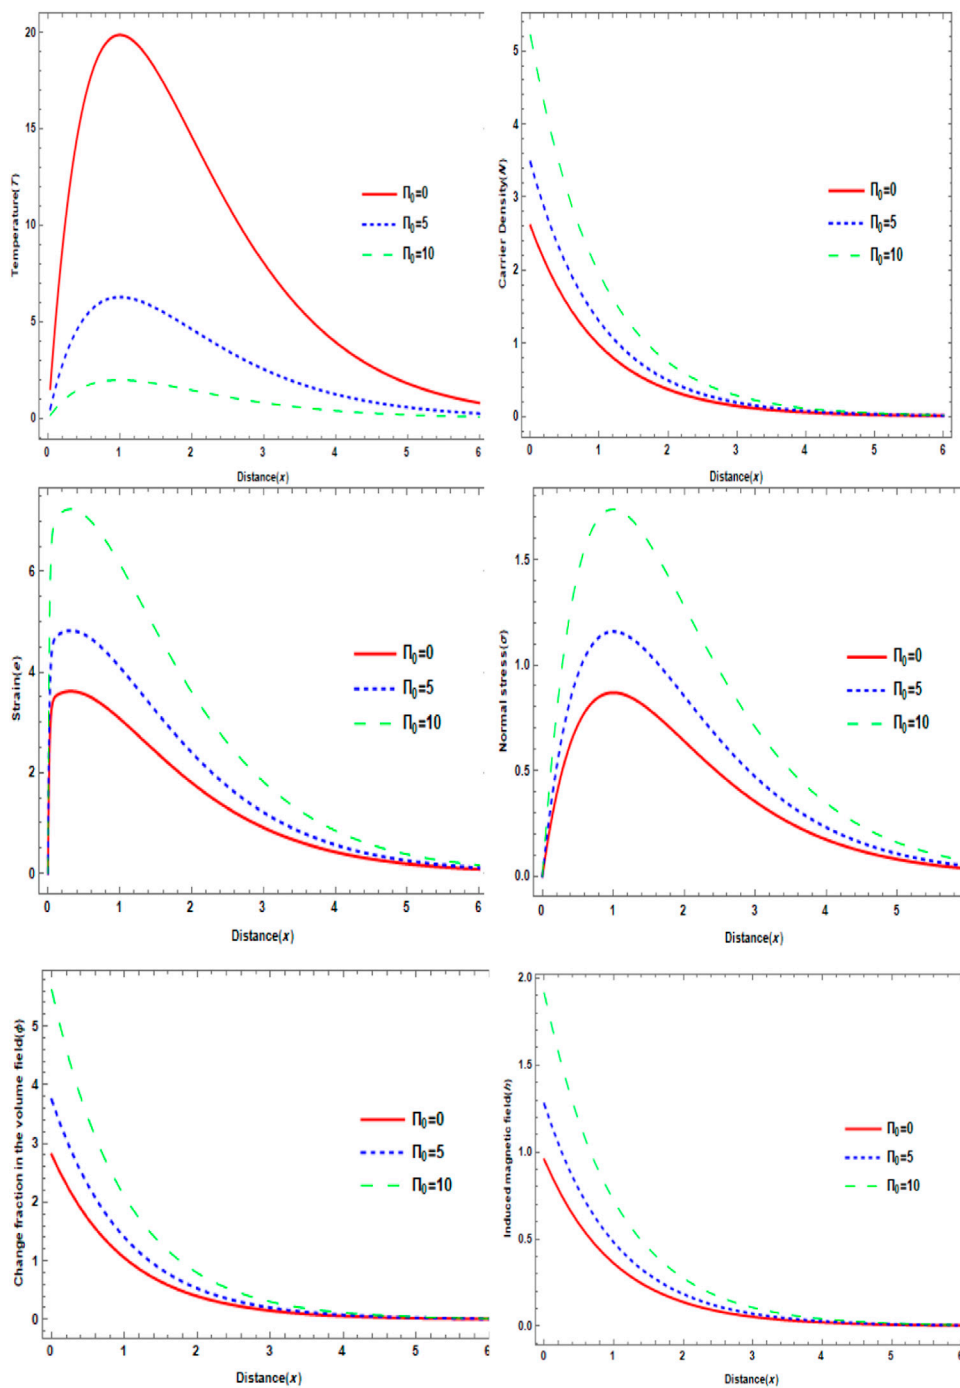 20
15
10
5
0
Temperature(T)
Π₀=0
Π₀=5
Π₀=10
0 1 2 3 4 5 6
Distance(x)
5
4
3
2
1
0
Carrier Density(N)
Π₀=0
Π₀=5
Π₀=10
0 1 2 3 4 5 6
Distance(x)
6
4
2
0
Strain(e)
Π₀=0
Π₀=5
Π₀=10
0 1 2 3 4 5 6
Distance(x)
1.5
1.0
0.5
0.0
Normal stress(σ)
Π₀=0
Π₀=5
Π₀=10
0 1 2 3 4 5
Distance(x)
5
4
3
2
1
0
Change fraction in the volume field(ϕ)
Π₀=0
Π₀=5
Π₀=10
0 1 2 3 4 5 6
Distance(x)
2.0
1.5
1.0
0.5
0.0
Induced magnetic field(h)
Π₀=0
Π₀=5
Π₀=10
0 1 2 3 4 5 6
Distance(x)